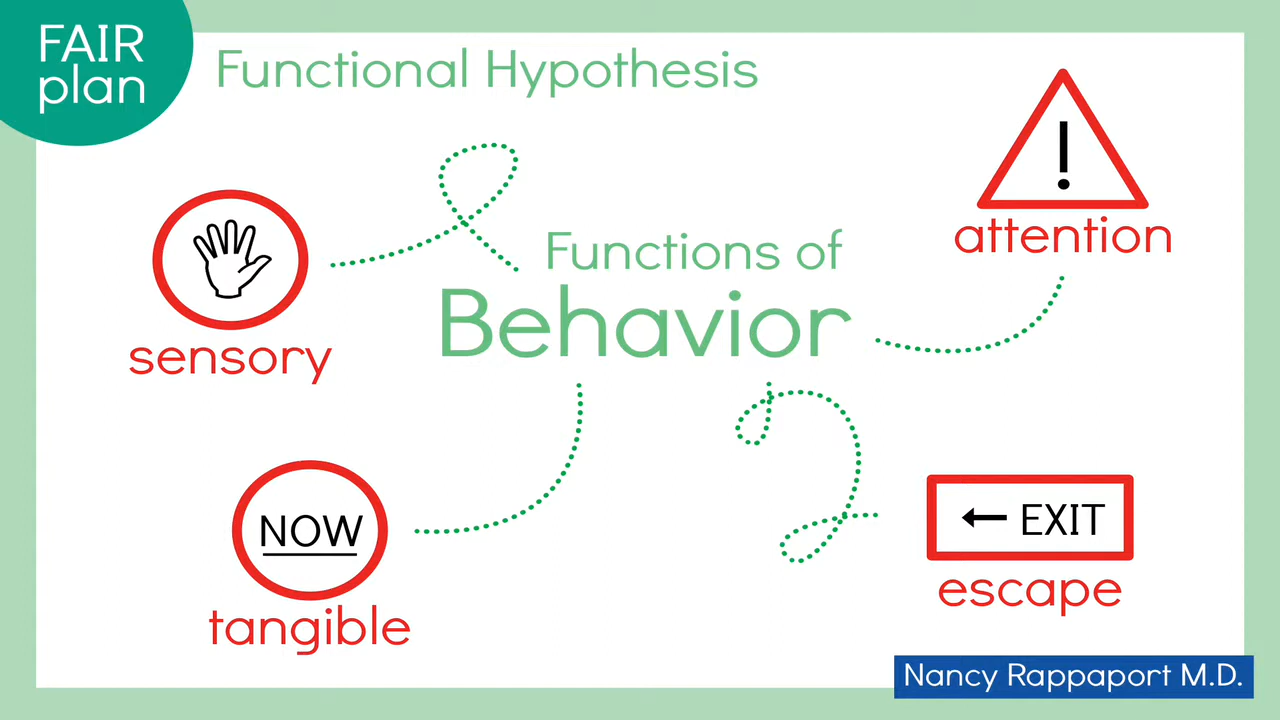 FAIR
plan
Functional Hypothesis
!
attention
sensory
Functions of
Behavior
NOW
tangible
← EXIT
escape
Nancy Rappaport M.D.